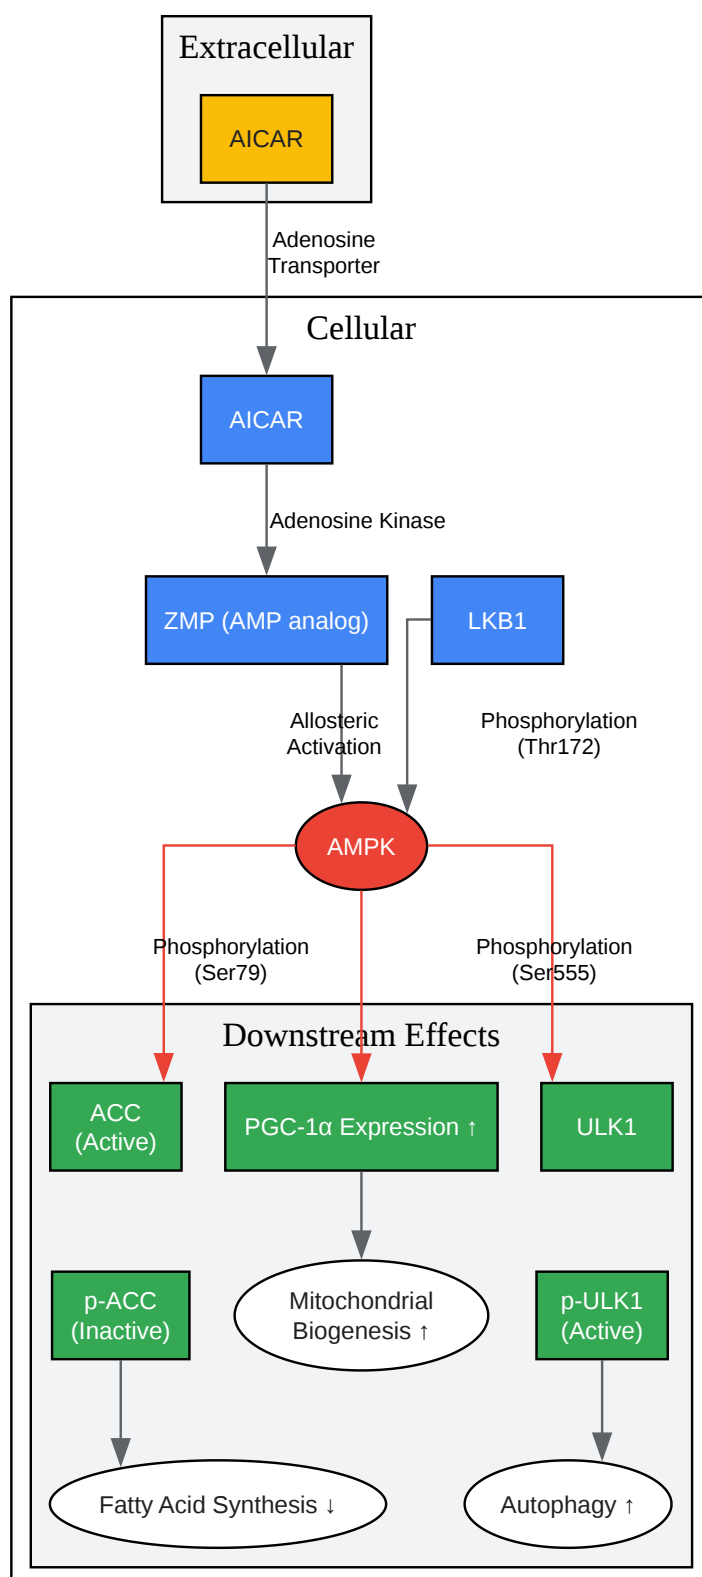 Extracellular
AICAR
Adenosine
Transporter
Cellular
AICAR
Adenosine Kinase
ZMP (AMP analog)
LKB1
Allosteric
Activation
Phosphorylation
(Thr172)
AMPK
Phosphorylation
(Ser79)
Phosphorylation
(Ser555)
Downstream Effects
ACC
(Active)
PGC-1α Expression ↑
ULK1
p-ACC
(Inactive)
Mitochondrial
Biogenesis ↑
p-ULK1
(Active)
Fatty Acid Synthesis ↓
Autophagy ↑